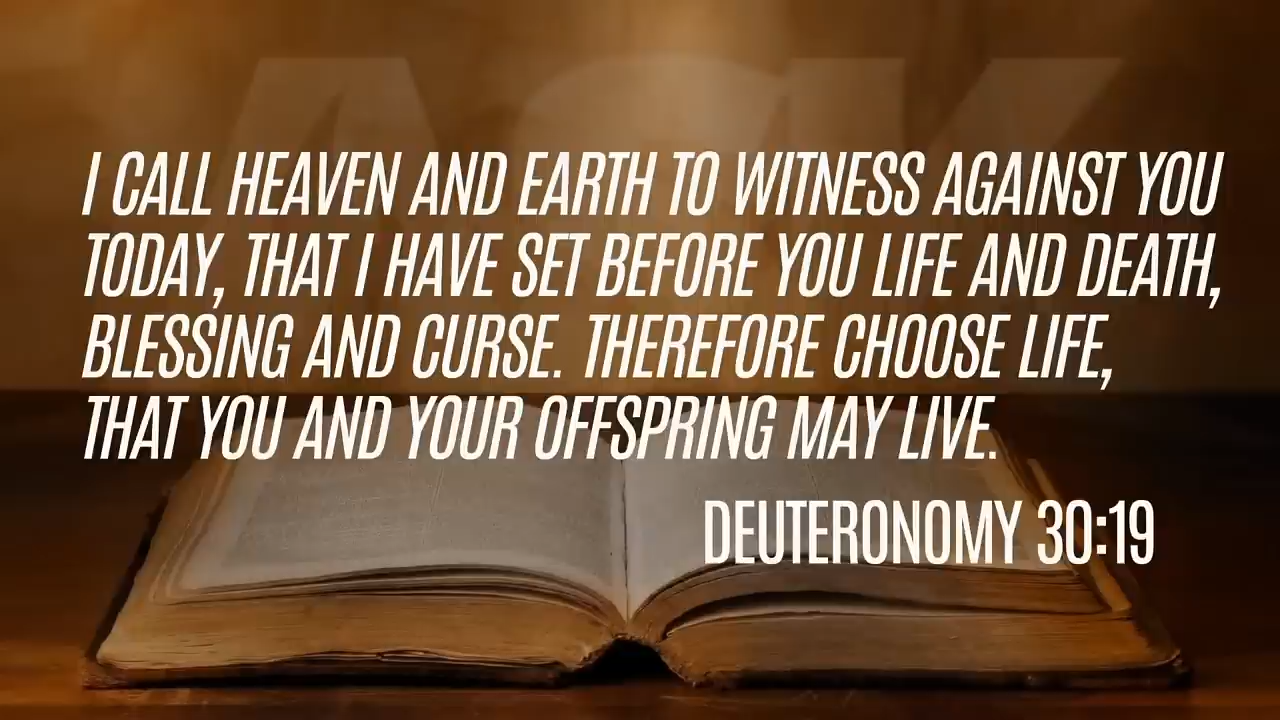 I CALL HEAVEN AND EARTH TO WITNESS AGAINST YOU
TODAY, THAT I HAVE SET BEFORE YOU LIFE AND DEATH,
BLESSING AND CURSE. THEREFORE CHOOSE LIFE,
THAT YOU AND YOUR OFFSPRING MAY LIVE.
DEUTERONOMY 30:19